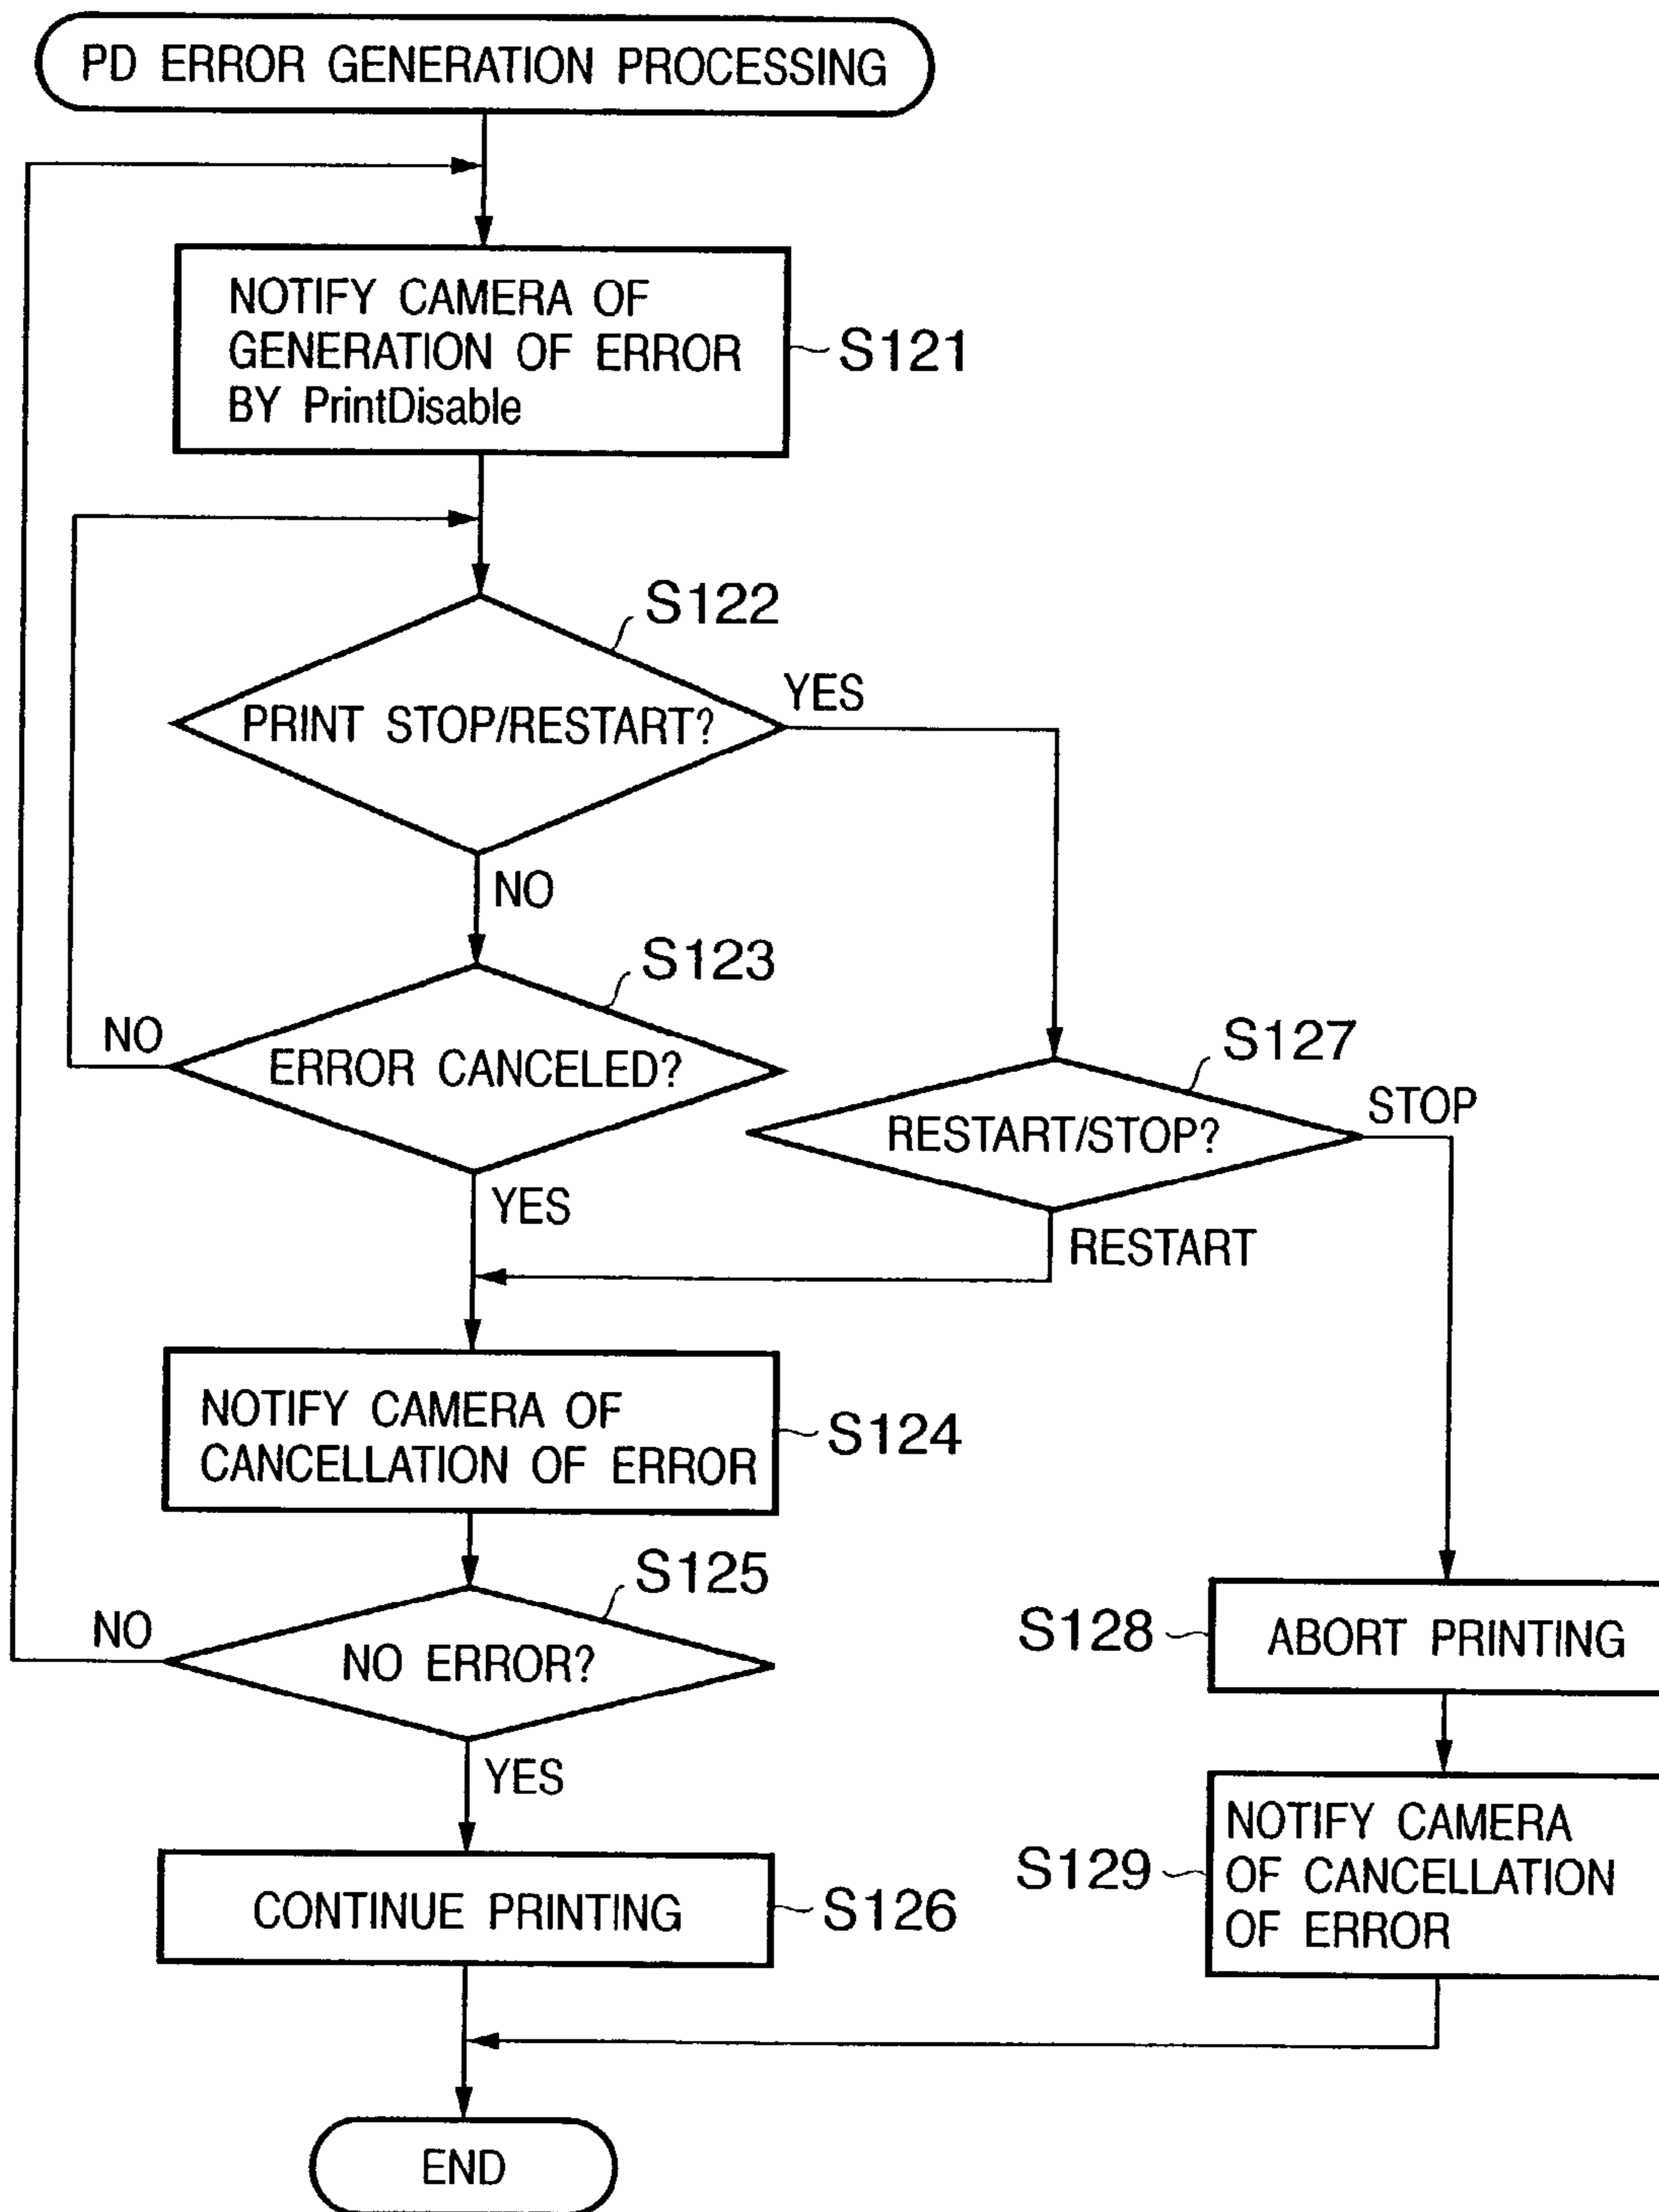 PD ERROR GENERATION PROCESSING
NOTIFY CAMERA OF
GENERATION OF ERROR
BY PrintDisable
S121
S122
PRINT STOP/RESTART?
YES
NO
S123
ERROR CANCELED?
NO
YES
S127
RESTART/STOP?
STOP
RESTART
NOTIFY CAMERA OF
CANCELLATION OF ERROR
S124
S125
NO ERROR?
NO
YES
CONTINUE PRINTING
S126
S128
ABORT PRINTING
S129
NOTIFY CAMERA
OF CANCELLATION
OF ERROR
END